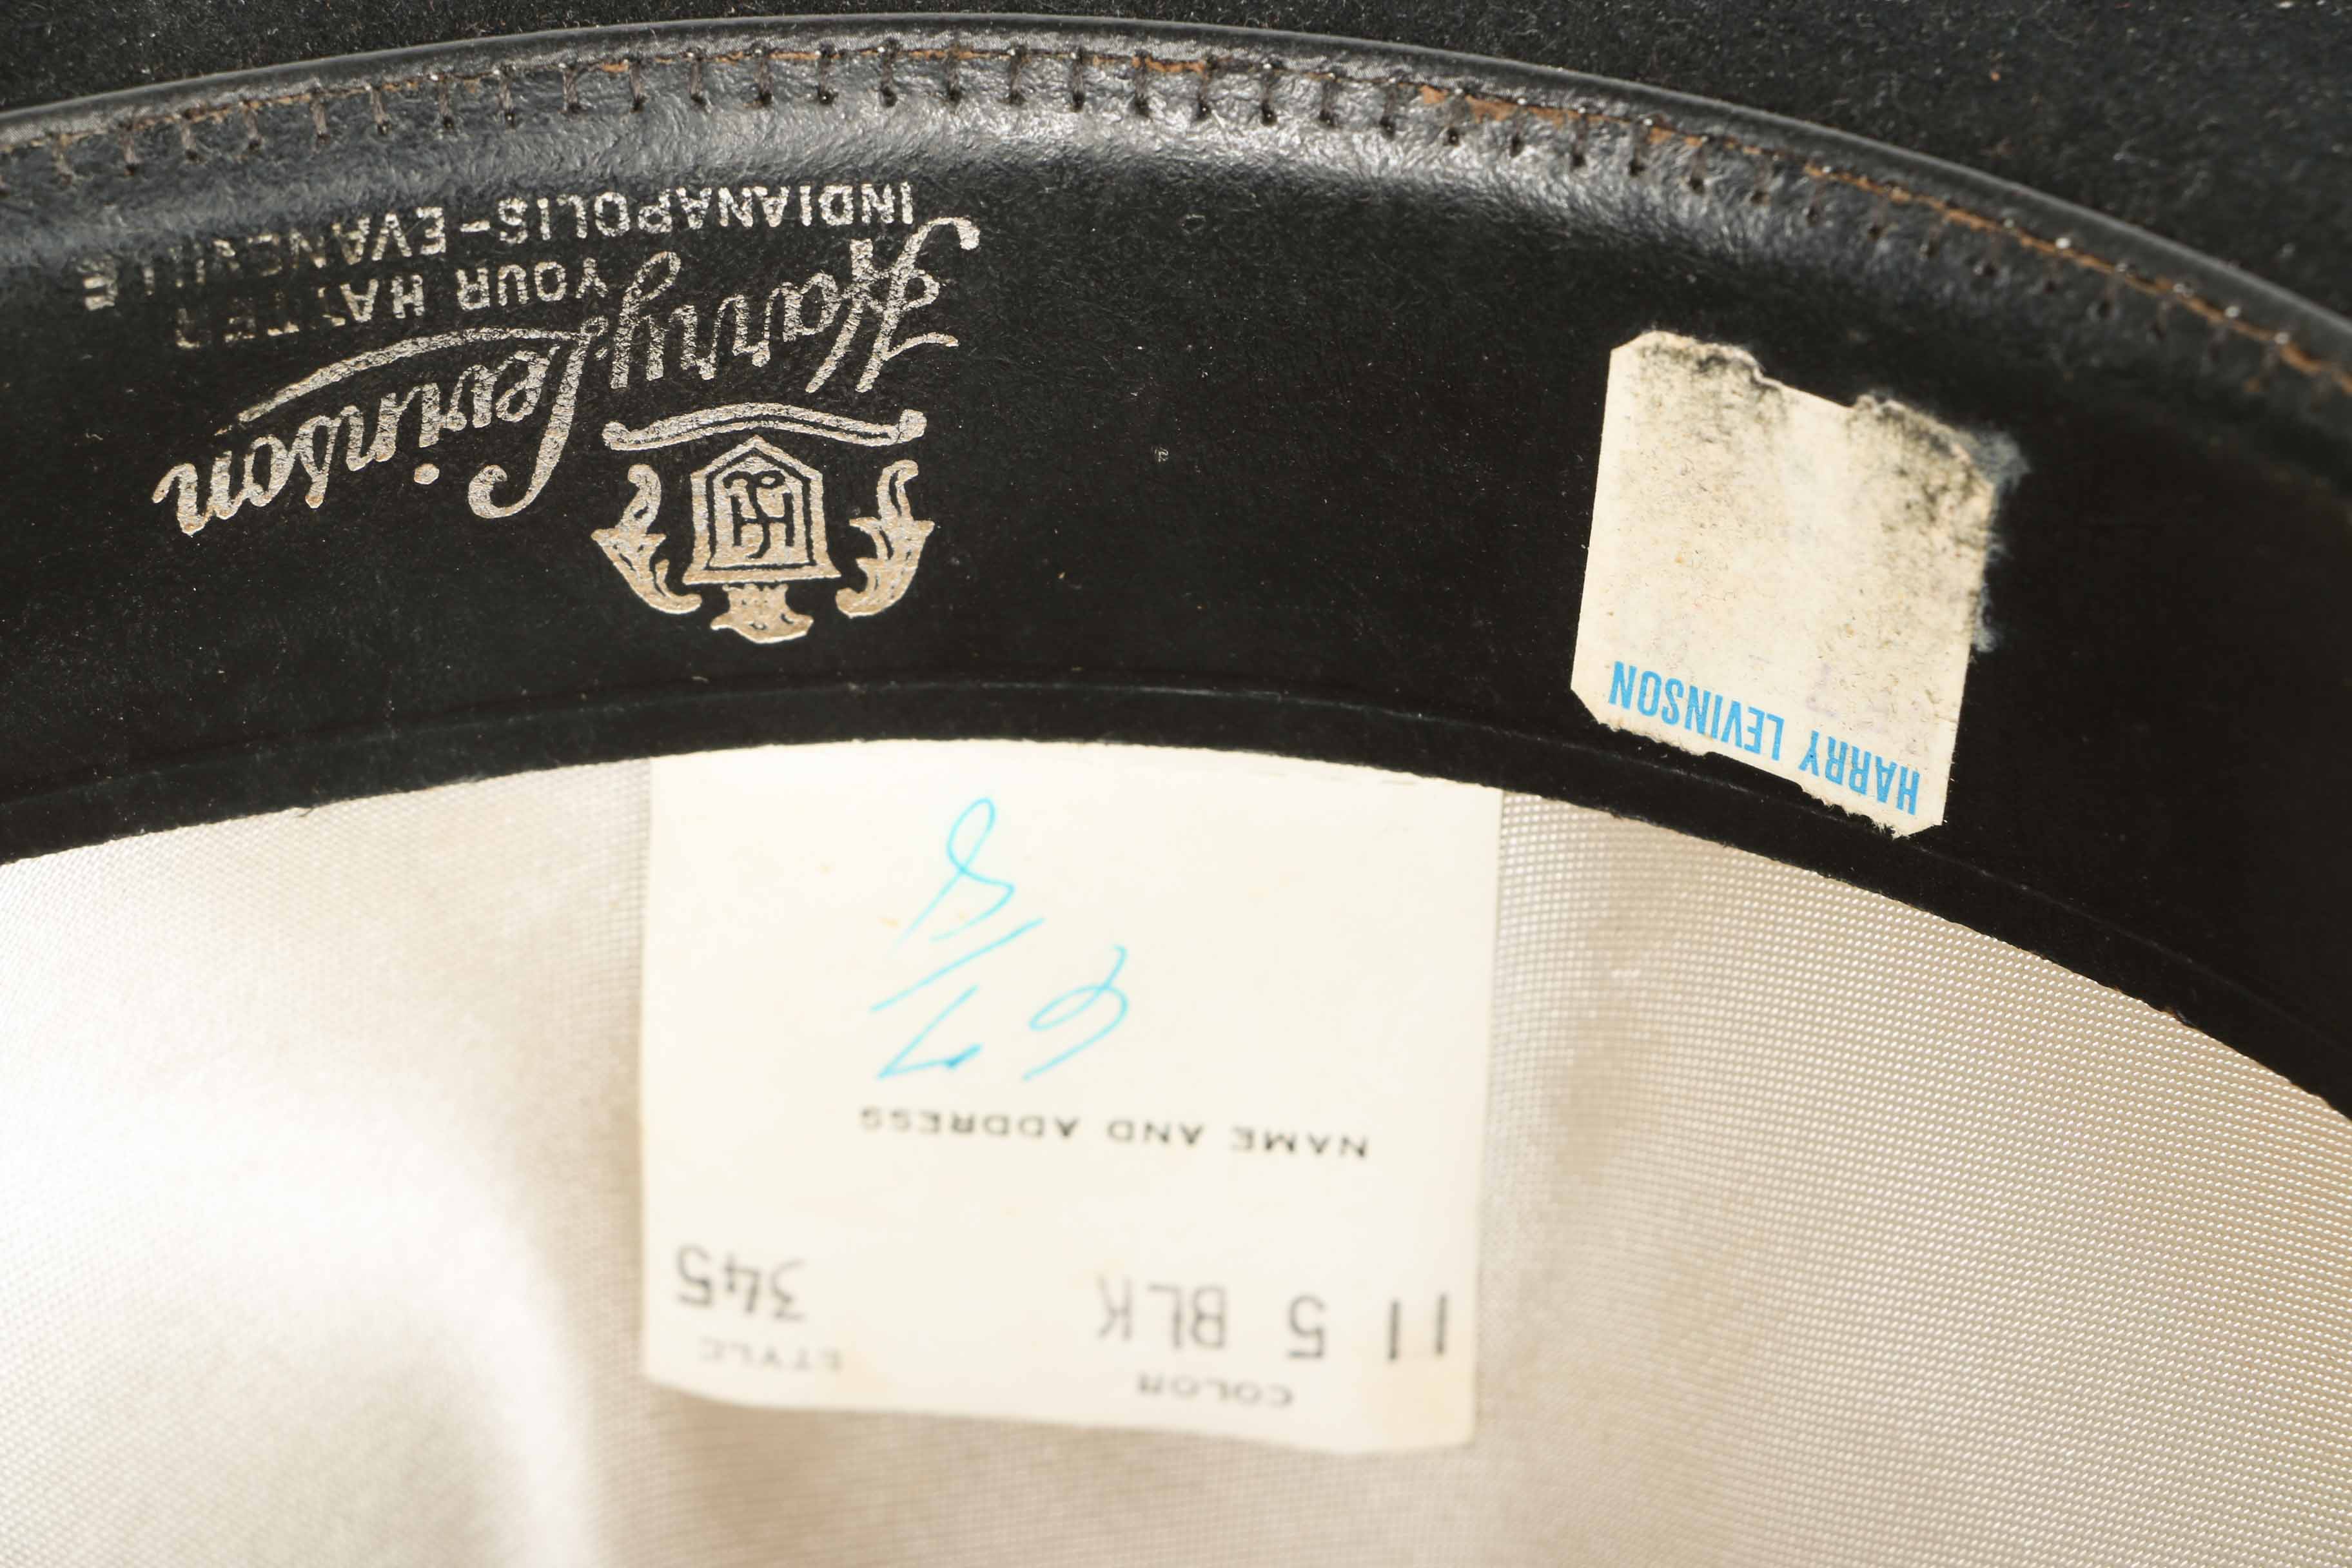 Harry Levinson
YOUR HATTER
INDIANAPOLIS-EVANSVILLE
HARRY LEVINSON
COLOR STYLE
11 5 BLK 345
NAME AND ADDRESS
6 7/8